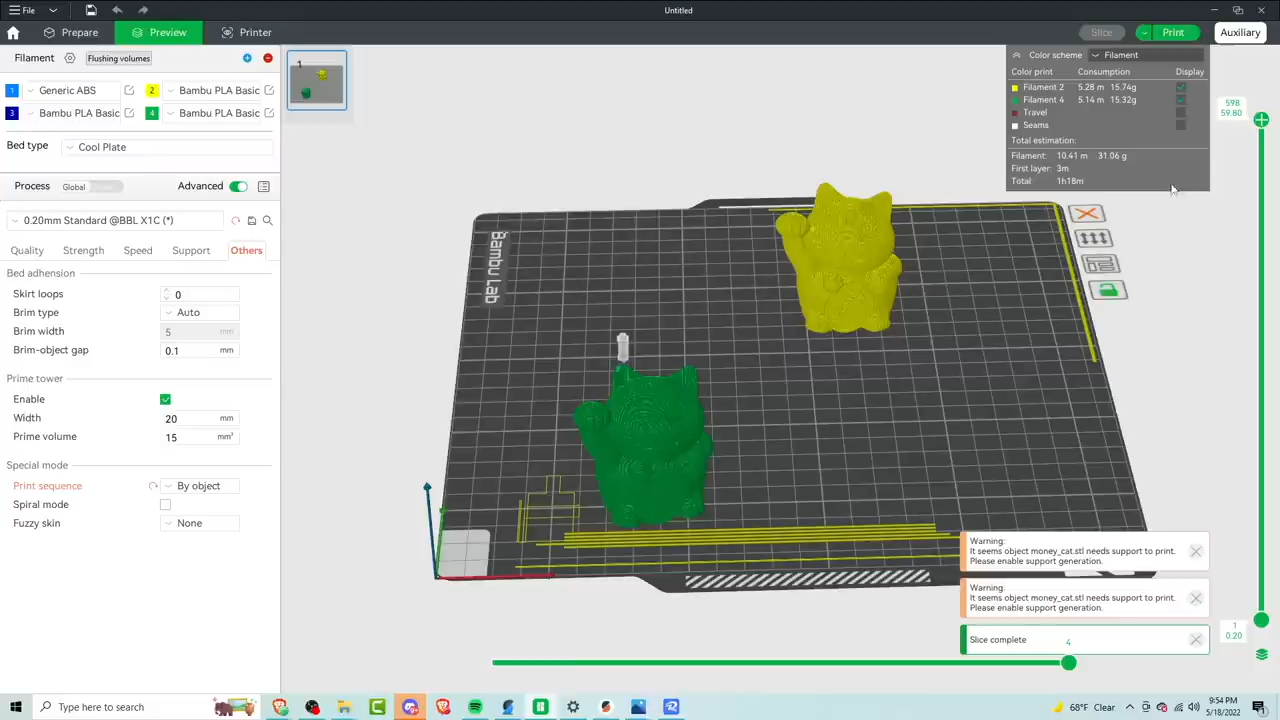 File
Untitled
Prepare
Preview
Printer
Slice
Print
Auxiliary
Filament
Flushing volumes
1
Generic ABS
2
Bambu PLA Basic
3
Bambu PLA Basic
4
Bambu PLA Basic
Bed type
Cool Plate
Process
Global
Advanced
0.20mm Standard @BBL X1C (*)
Quality
Strength
Speed
Support
Others
Bed adhension
Skirt loops
0
Brim type
Auto
Brim width
5
mm
Brim-object gap
0.1
mm
Prime tower
Enable
Width
20
mm
Prime volume
15
mm³
Special mode
Print sequence
By object
Spiral mode
Fuzzy skin
None
1
Bambu Lab
Color scheme
Filament
Color print
Consumption
Display
Filament 2
5.28 m
15.74g
Filament 4
5.14 m
15.32g
Travel
Seams
Total estimation:
Filament:
10.41 m
31.06 g
First layer:
3m
Total
1h18m
598
59.80
Warning:
It seems object money_cat.stl needs support to print.
Please enable support generation.
Warning:
It seems object money_cat.stl needs support to print.
Please enable support generation.
Slice complete
4
1
0.20
Type here to search
68°F Clear
9:54 PM
5/18/2022